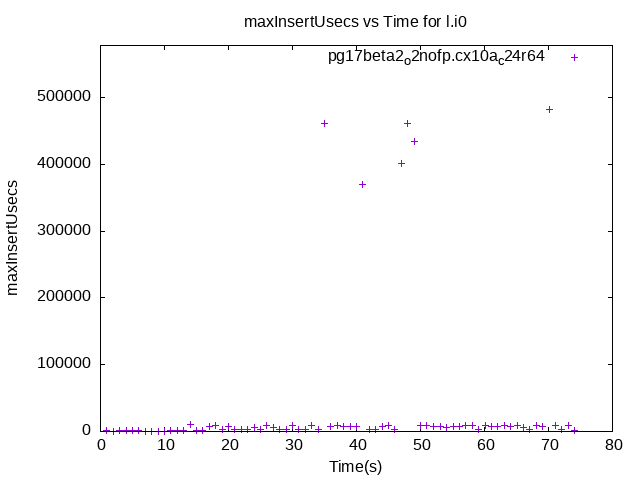 maxInsertUsecs vs Time for l.i0
pg17beta2_o2nofp.cx10a_c24r64
500000
400000
300000
200000
100000
0
maxInsertUsecs
0 10 20 30 40 50 60 70 80
Time(s)